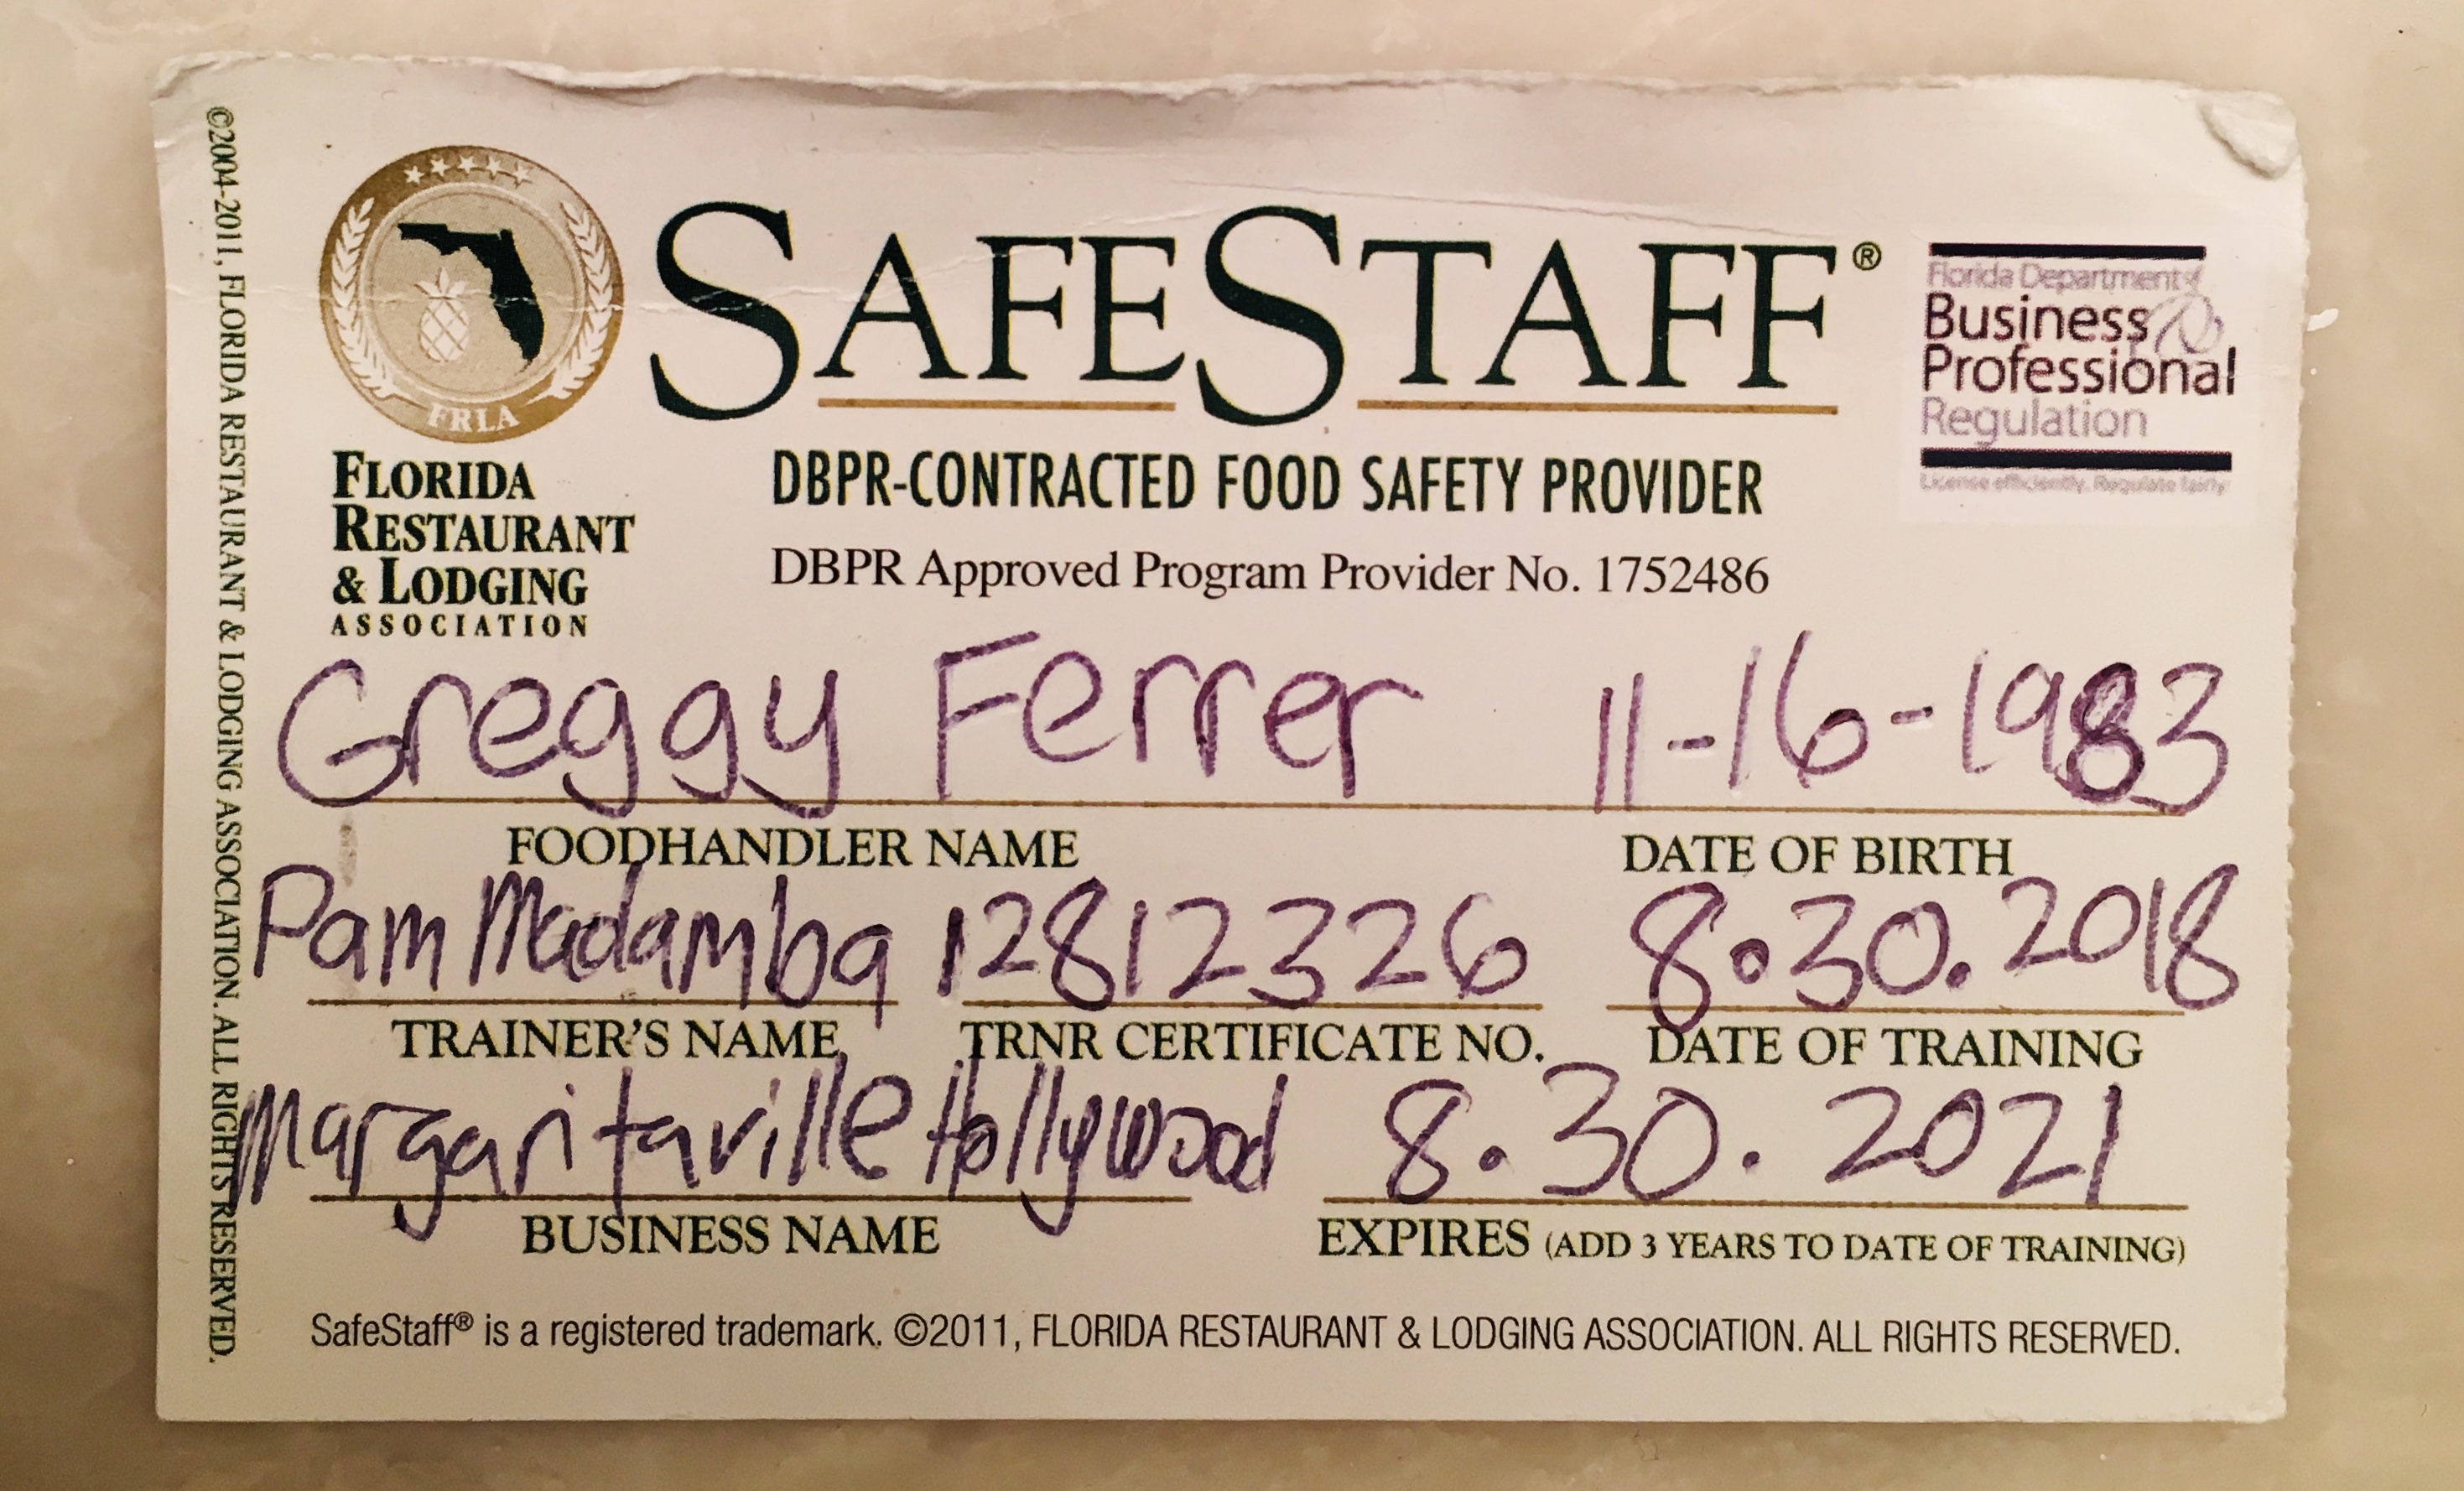 ©2004-2011, FLORIDA RESTAURANT & LODGING ASSOCIATION. ALL RIGHTS RESERVED.
FRLA
FLORIDA
RESTAURANT
& LODGING
ASSOCIATION
SAFESTAFF®
DBPR-CONTRACTED FOOD SAFETY PROVIDER
DBPR Approved Program Provider No. 1752486
Florida Department of
Business
Professional
Regulation
License efficiently. Regulate fairly.
Greggy Ferrer 11-16-1983
FOODHANDLER NAME DATE OF BIRTH
Pam Madamba 12812326 8.30.2018
TRAINER'S NAME TRNR CERTIFICATE NO. DATE OF TRAINING
Margaritaville Hollywood 8.30.2021
BUSINESS NAME EXPIRES (ADD 3 YEARS TO DATE OF TRAINING)
SafeStaff® is a registered trademark. ©2011, FLORIDA RESTAURANT & LODGING ASSOCIATION. ALL RIGHTS RESERVED.